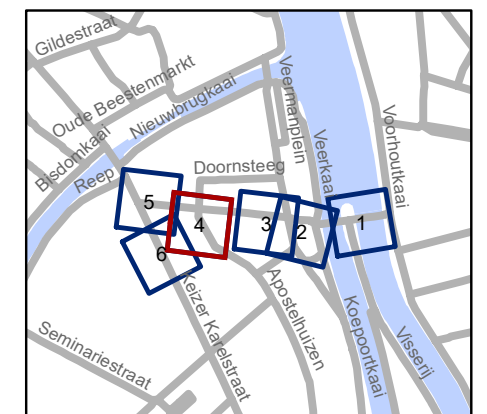 Gildestraat
Oude Beestenmarkt
Nieuwbrugkaai
Bisdomkaai
Reep
Veermanplein
Veerkaai
Voorhoutkaai
Doornsteeg
5
4
3
2
1
6
Keizer Karelstraat
Apostelhuizen
Koepoortkaai
Visserij
Seminariestraat